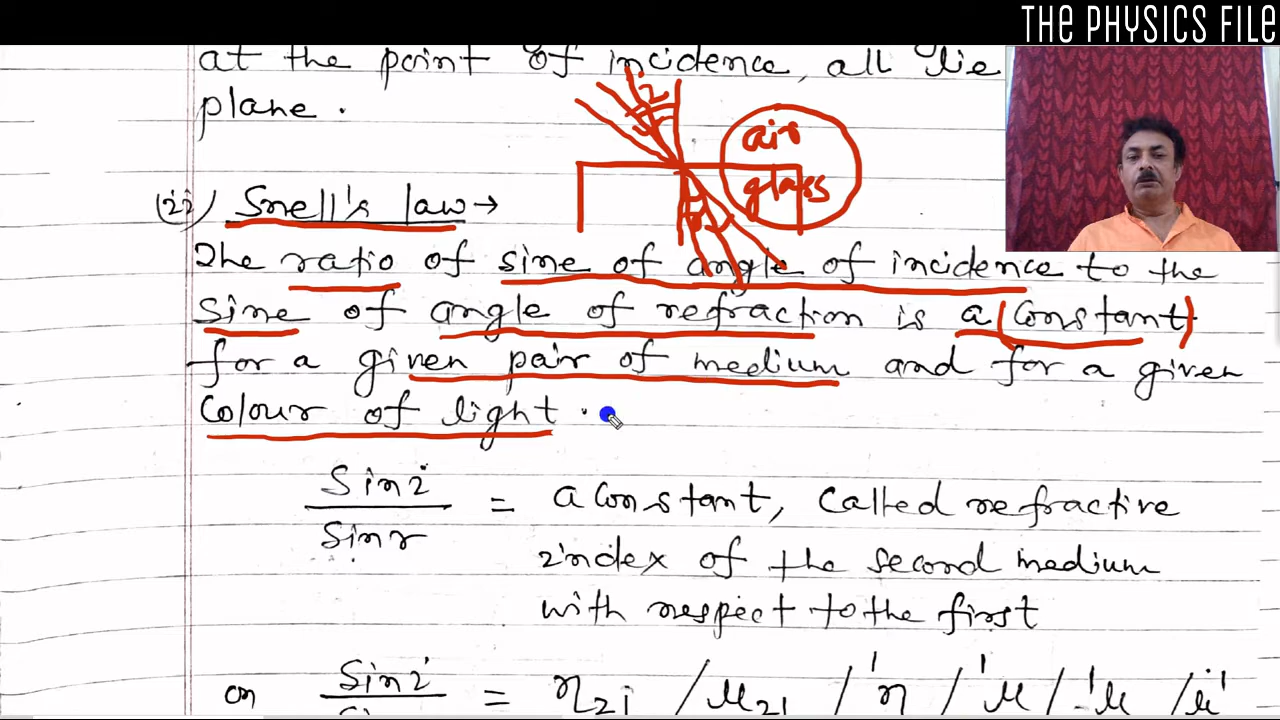 THE PHYSICS FILE
at the point of incidence, all lie
plane.
air
glass
(ii) Snell's law →
The ratio of sine of angle of incidence to the
sine of angle of refraction is a (constant)
for a given pair of medium and for a given
colour of light.
Sin i
Sin r
= a constant, called refractive
index of the second medium
with respect to the first
or Sin i = η21 / μ21 /